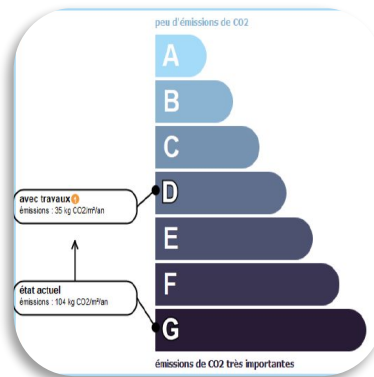 peu d'émissions de CO2
A
B
C
avec travaux 1
émissions : 35 kg CO2/m²/an
D
E
F
état actuel
émissions : 104 kg CO2/m²/an
G
émissions de CO2 très importantes